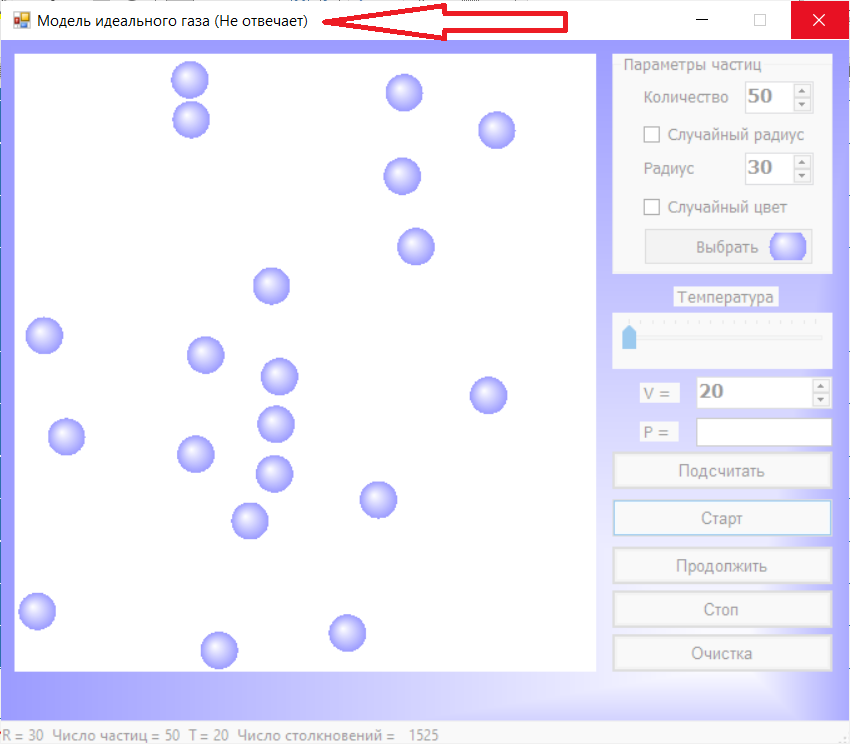 Модель идеального газа (Не отвечает)
Параметры частиц
Количество 50
Случайный радиус
Радиус 30
Случайный цвет
Выбрать
Температура
V = 20
P =
Подсчитать
Старт
Продолжить
Стоп
Очистка
R = 30 Число частиц = 50 T = 20 Число столкновений = 1525